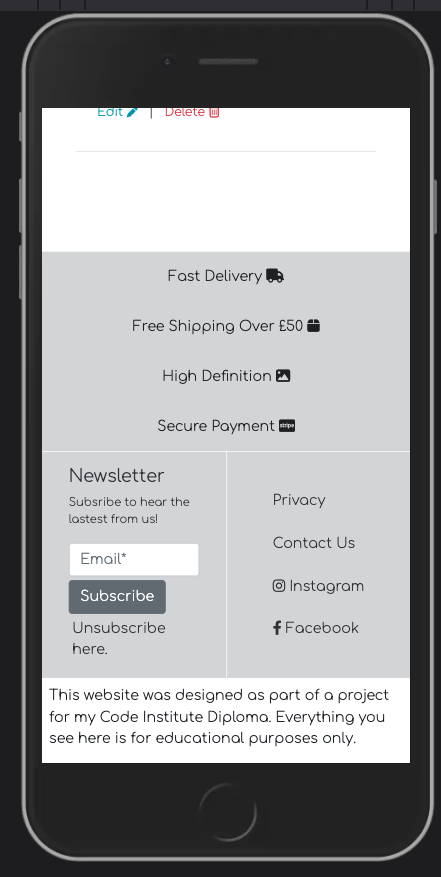 Edit | Delete
Fast Delivery
Free Shipping Over £50
High Definition
Secure Payment stripe
Newsletter
Subsribe to hear the
lastest from us!
Email*
Subscribe
Unsubscribe
here.
Privacy
Contact Us
Instagram
Facebook
This website was designed as part of a project
for my Code Institute Diploma. Everything you
see here is for educational purposes only.